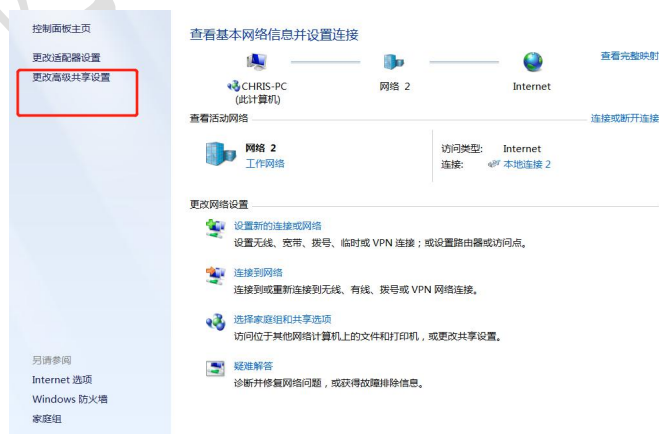 控制面板主页
更改适配器设置
更改高级共享设置
查看基本网络信息并设置连接
查看完整映射
CHRIS-PC
(此计算机)
网络 2
Internet
查看活动网络
连接或断开连接
网络 2
工作网络
访问类型: Internet
连接: 本地连接 2
更改网络设置
设置新的连接或网络
设置无线、宽带、拨号、临时或 VPN 连接；或设置路由器或访问点。
连接到网络
连接到或重新连接到无线、有线、拨号或 VPN 网络连接。
选择家庭组和共享选项
访问位于其他网络计算机上的文件和打印机，或更改共享设置。
疑难解答
诊断并修复网络问题，或获得故障排除信息。
另请参阅
Internet 选项
Windows 防火墙
家庭组